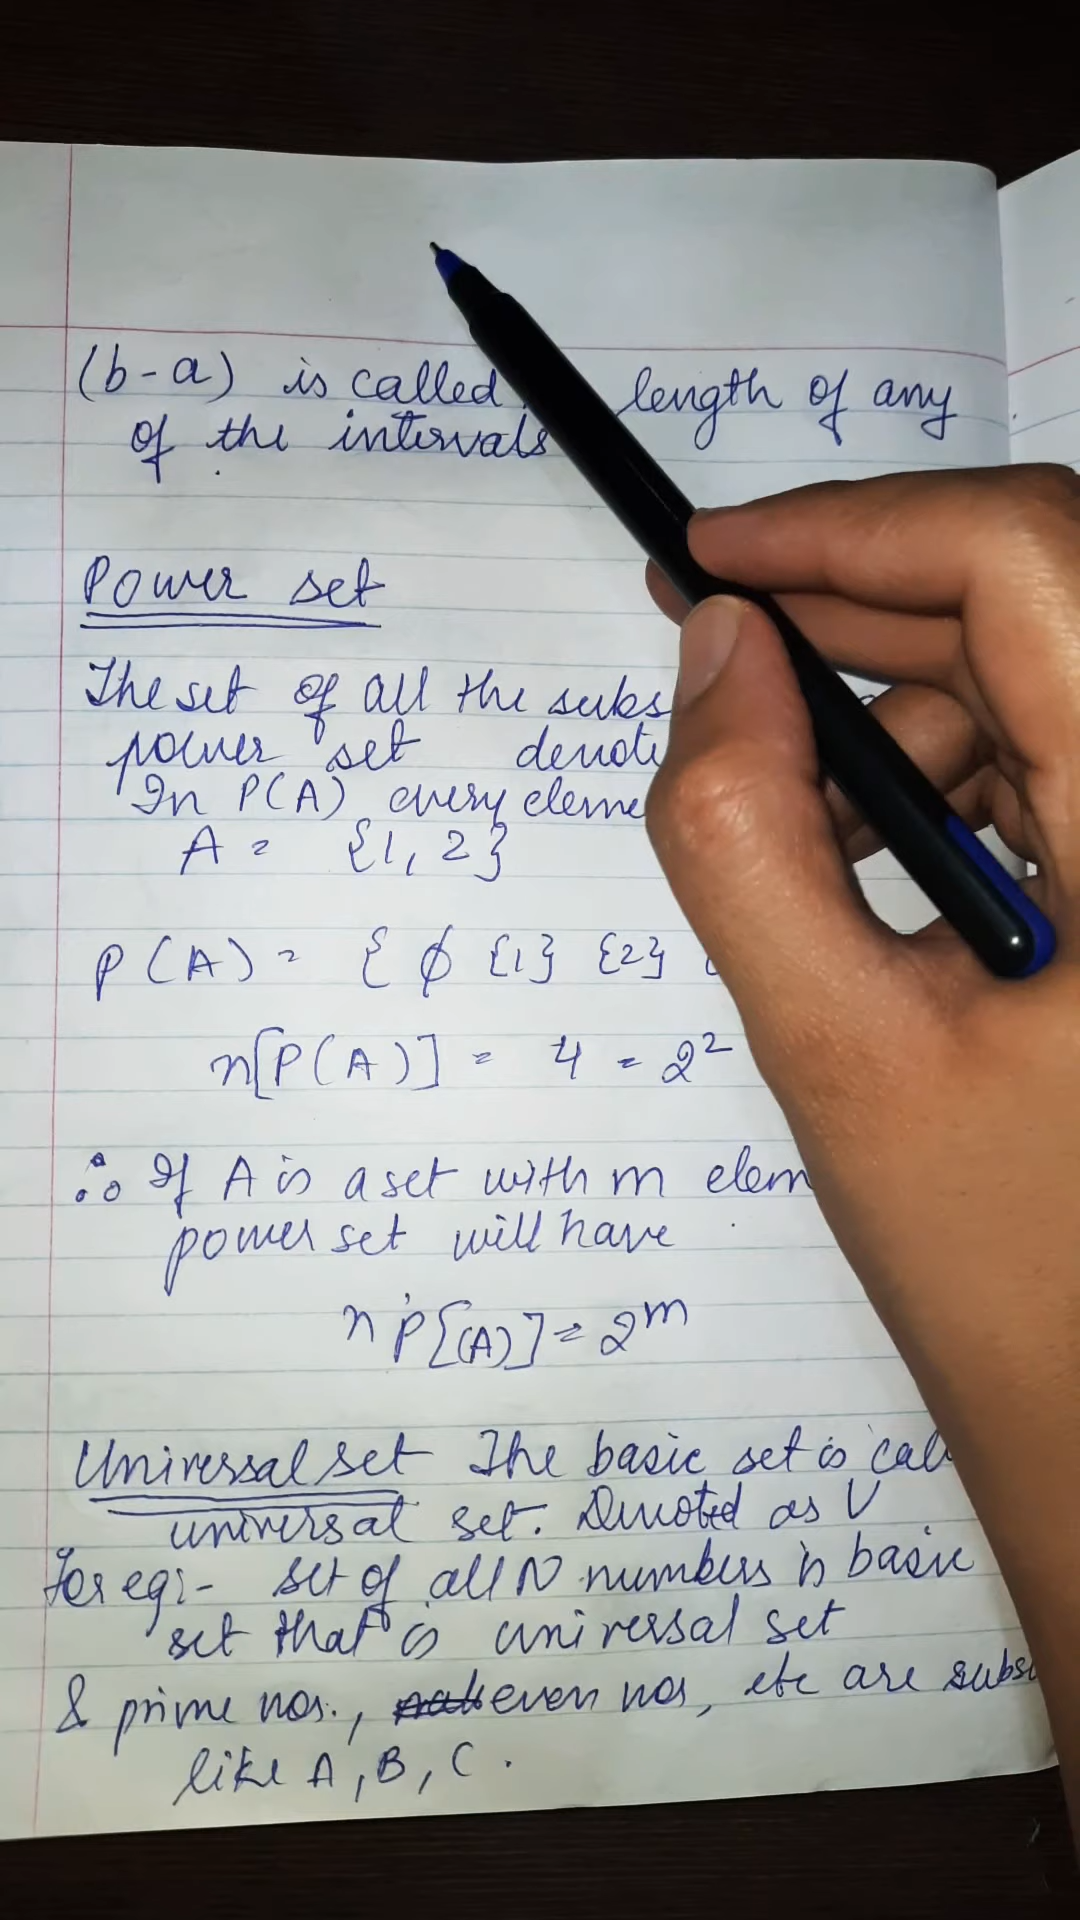 (b-a) is called length of any
of the intervals
Power set
The set of all the subs
power set denote
In P(A) every eleme
A = {1, 2}
P(A) = { ϕ {1} {2}
n[P(A)] = 4 = 2²
∴ If A is a set with m elem
power set will have
n P[(A)] = 2ᵐ
Universal set The basic set is call
universal set. Denoted as U
For eg:- set of all N numbers is basic
set that is universal set
& prime nos., even nos, etc are subs
like A, B, C.